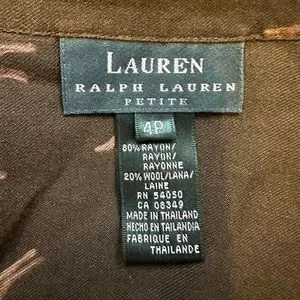 LAUREN
RALPH LAUREN
PETITE
4P
80% RAYON/
RAYON/
RAYONNE
20% WOOL/LANA/
LAINE
RN 54050
CA 08349
MADE IN THAILAND
HECHO EN TAILANDIA
FABRIQUE EN
THAILANDE